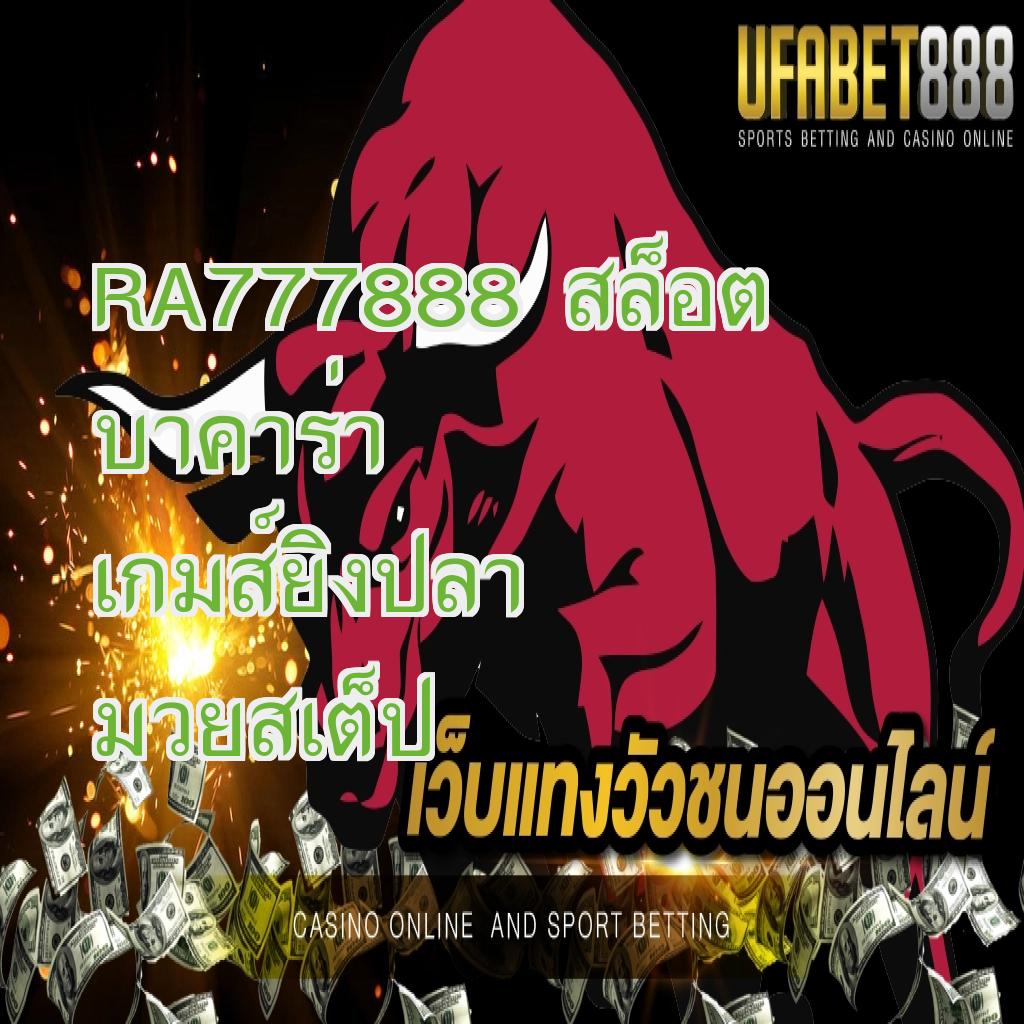 UFABET888
SPORTS BETTING AND CASINO ONLINE
RA777888 สล็อต
บาคาร่า
เกมส์ยิงปลา
มวยสเต็ป
เว็บแทงวัวชนออนไลน์
CASINO ONLINE AND SPORT BETTING